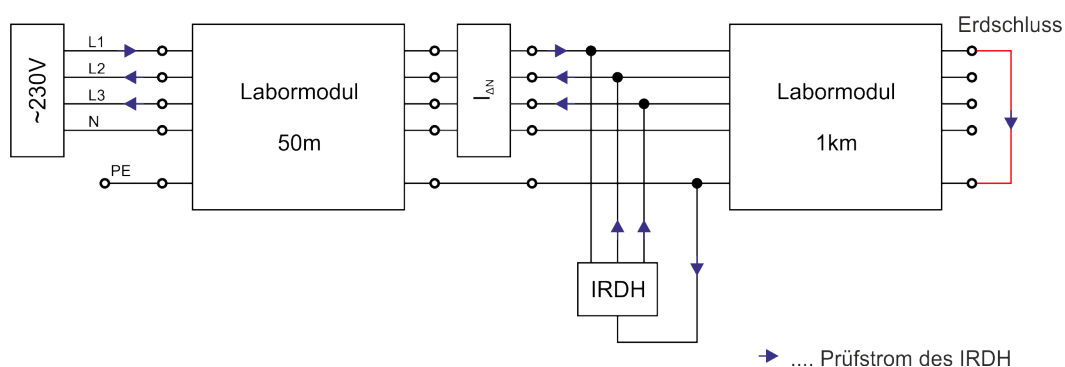 Erdschluss
~230V
L1
L2
L3
N
PE
Labormodul
50m
IΔN
Labormodul
1km
IRDH
.... Prüfstrom des IRDH